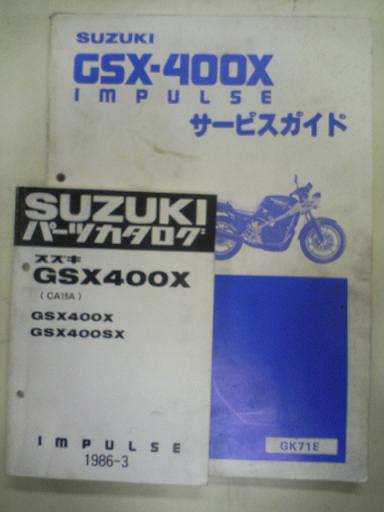 SUZUKI
GSX-400X
IMPULSE
サービスガイド
GK71E
SUZUKI
パーツカタログ
スズキ
GSX400X
GSX400X
GSX400SX
IMPULSE
1986-3